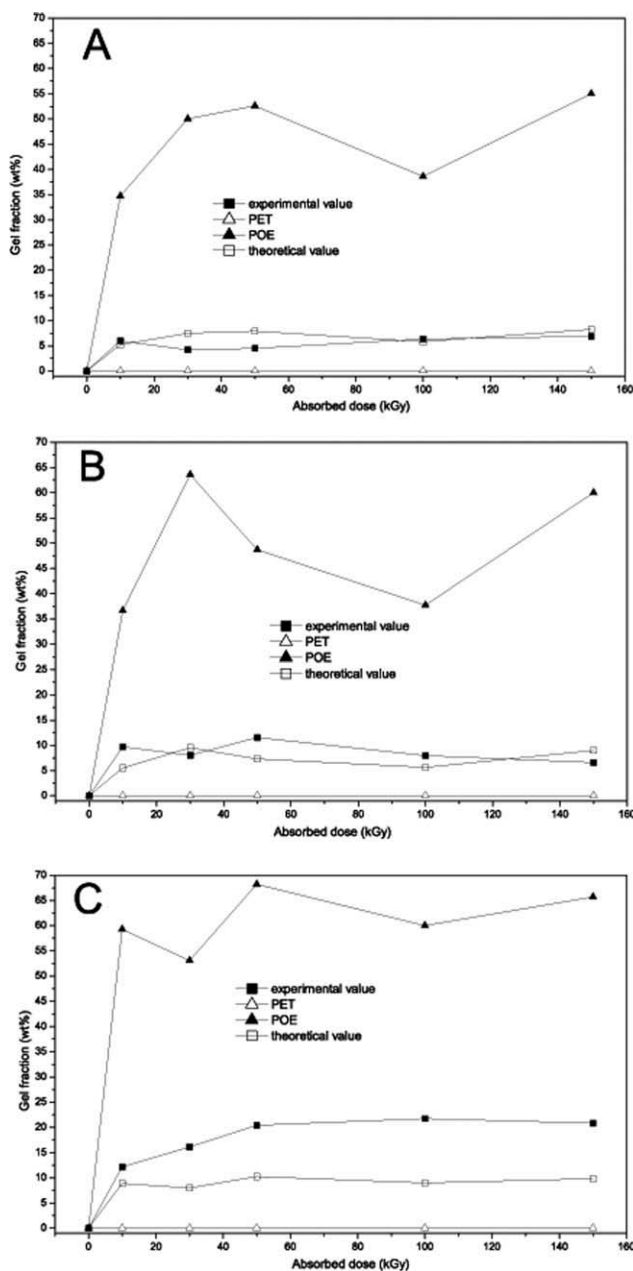 A
70
65
60
55
50
45
40
35
30
25
20
15
10
5
0
Gel fraction (wt%)
experimental value
PET
POE
theoretical value
0 20 40 60 80 100 120 140 160
Absorbed dose (kGy)
B
70
65
60
55
50
45
40
35
30
25
20
15
10
5
0
Gel fraction (wt%)
experimental value
PET
POE
theoretical value
0 20 40 60 80 100 120 140 160
Absorbed dose (kGy)
C
70
65
60
55
50
45
40
35
30
25
20
15
10
5
0
Gel fraction (wt%)
experimental value
PET
POE
theoretical value
0 20 40 60 80 100 120 140 160
Absorbed dose (kGy)